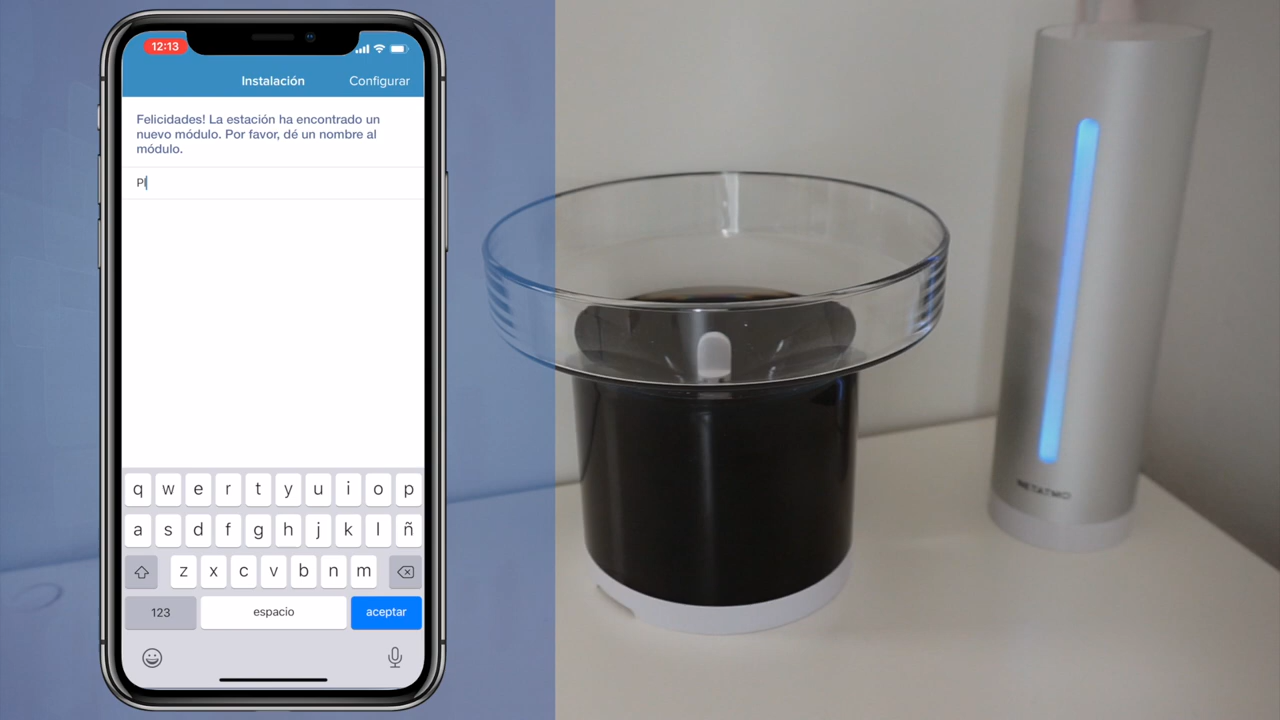 12:13
Instalación
Configurar
Felicidades! La estación ha encontrado un
nuevo módulo. Por favor, dé un nombre al
módulo.
Pl
q w e r t y u i o p
a s d f g h j k l ñ
z x c v b n m
123
espacio
aceptar
NETATMO